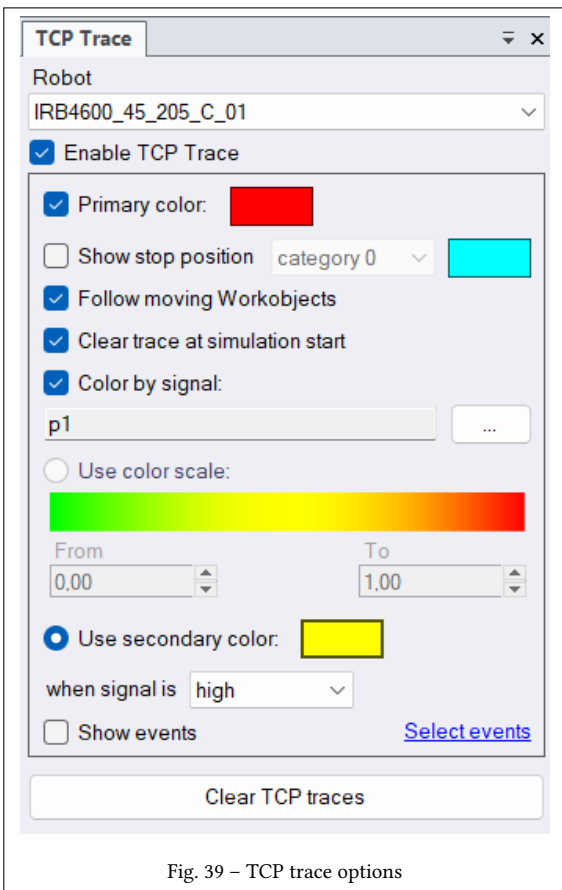 TCP Trace
Robot
IRB4600_45_205_C_01
Enable TCP Trace
Primary color:
Show stop position category 0
Follow moving Workobjects
Clear trace at simulation start
Color by signal:
p1 ...
Use color scale:
From To
0,00 1,00
Use secondary color:
when signal is high
Show events Select events
Clear TCP traces
Fig. 39 – TCP trace options